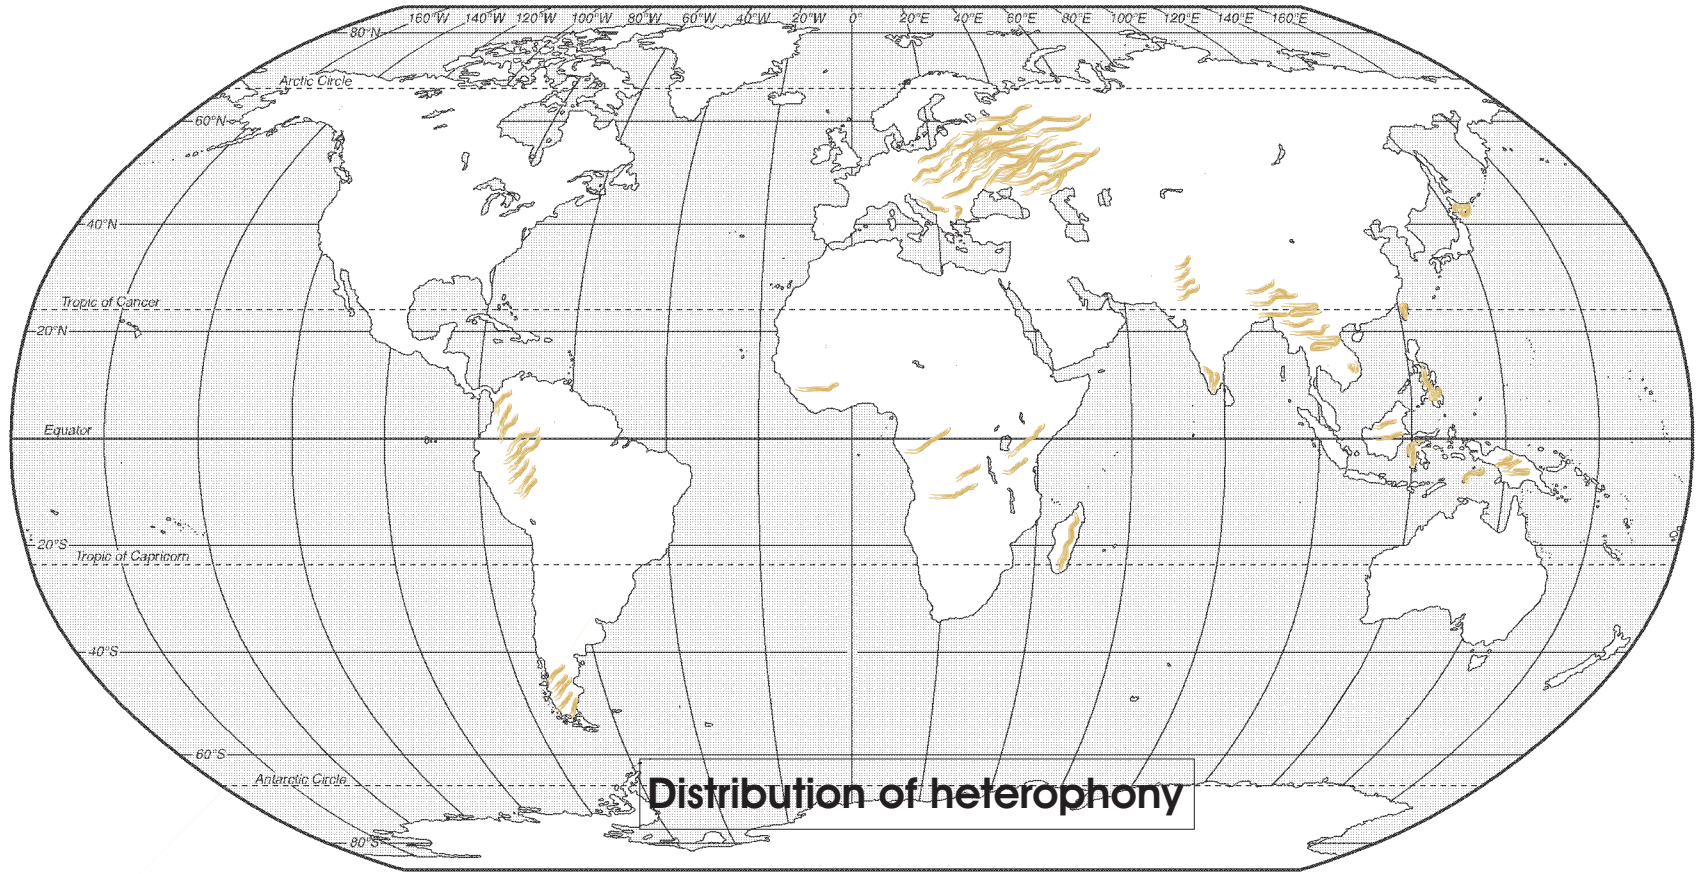 160°W 140°W 120°W 100°W 80°W 60°W 40°W 20°W 0° 20°E 40°E 60°E 80°E 100°E 120°E 140°E 160°E
80°N
Arctic Circle
60°N
40°N
Tropic of Cancer
20°N
Equator
20°S
Tropic of Capricorn
40°S
60°S
Antarctic Circle
Distribution of heterophony
80°S